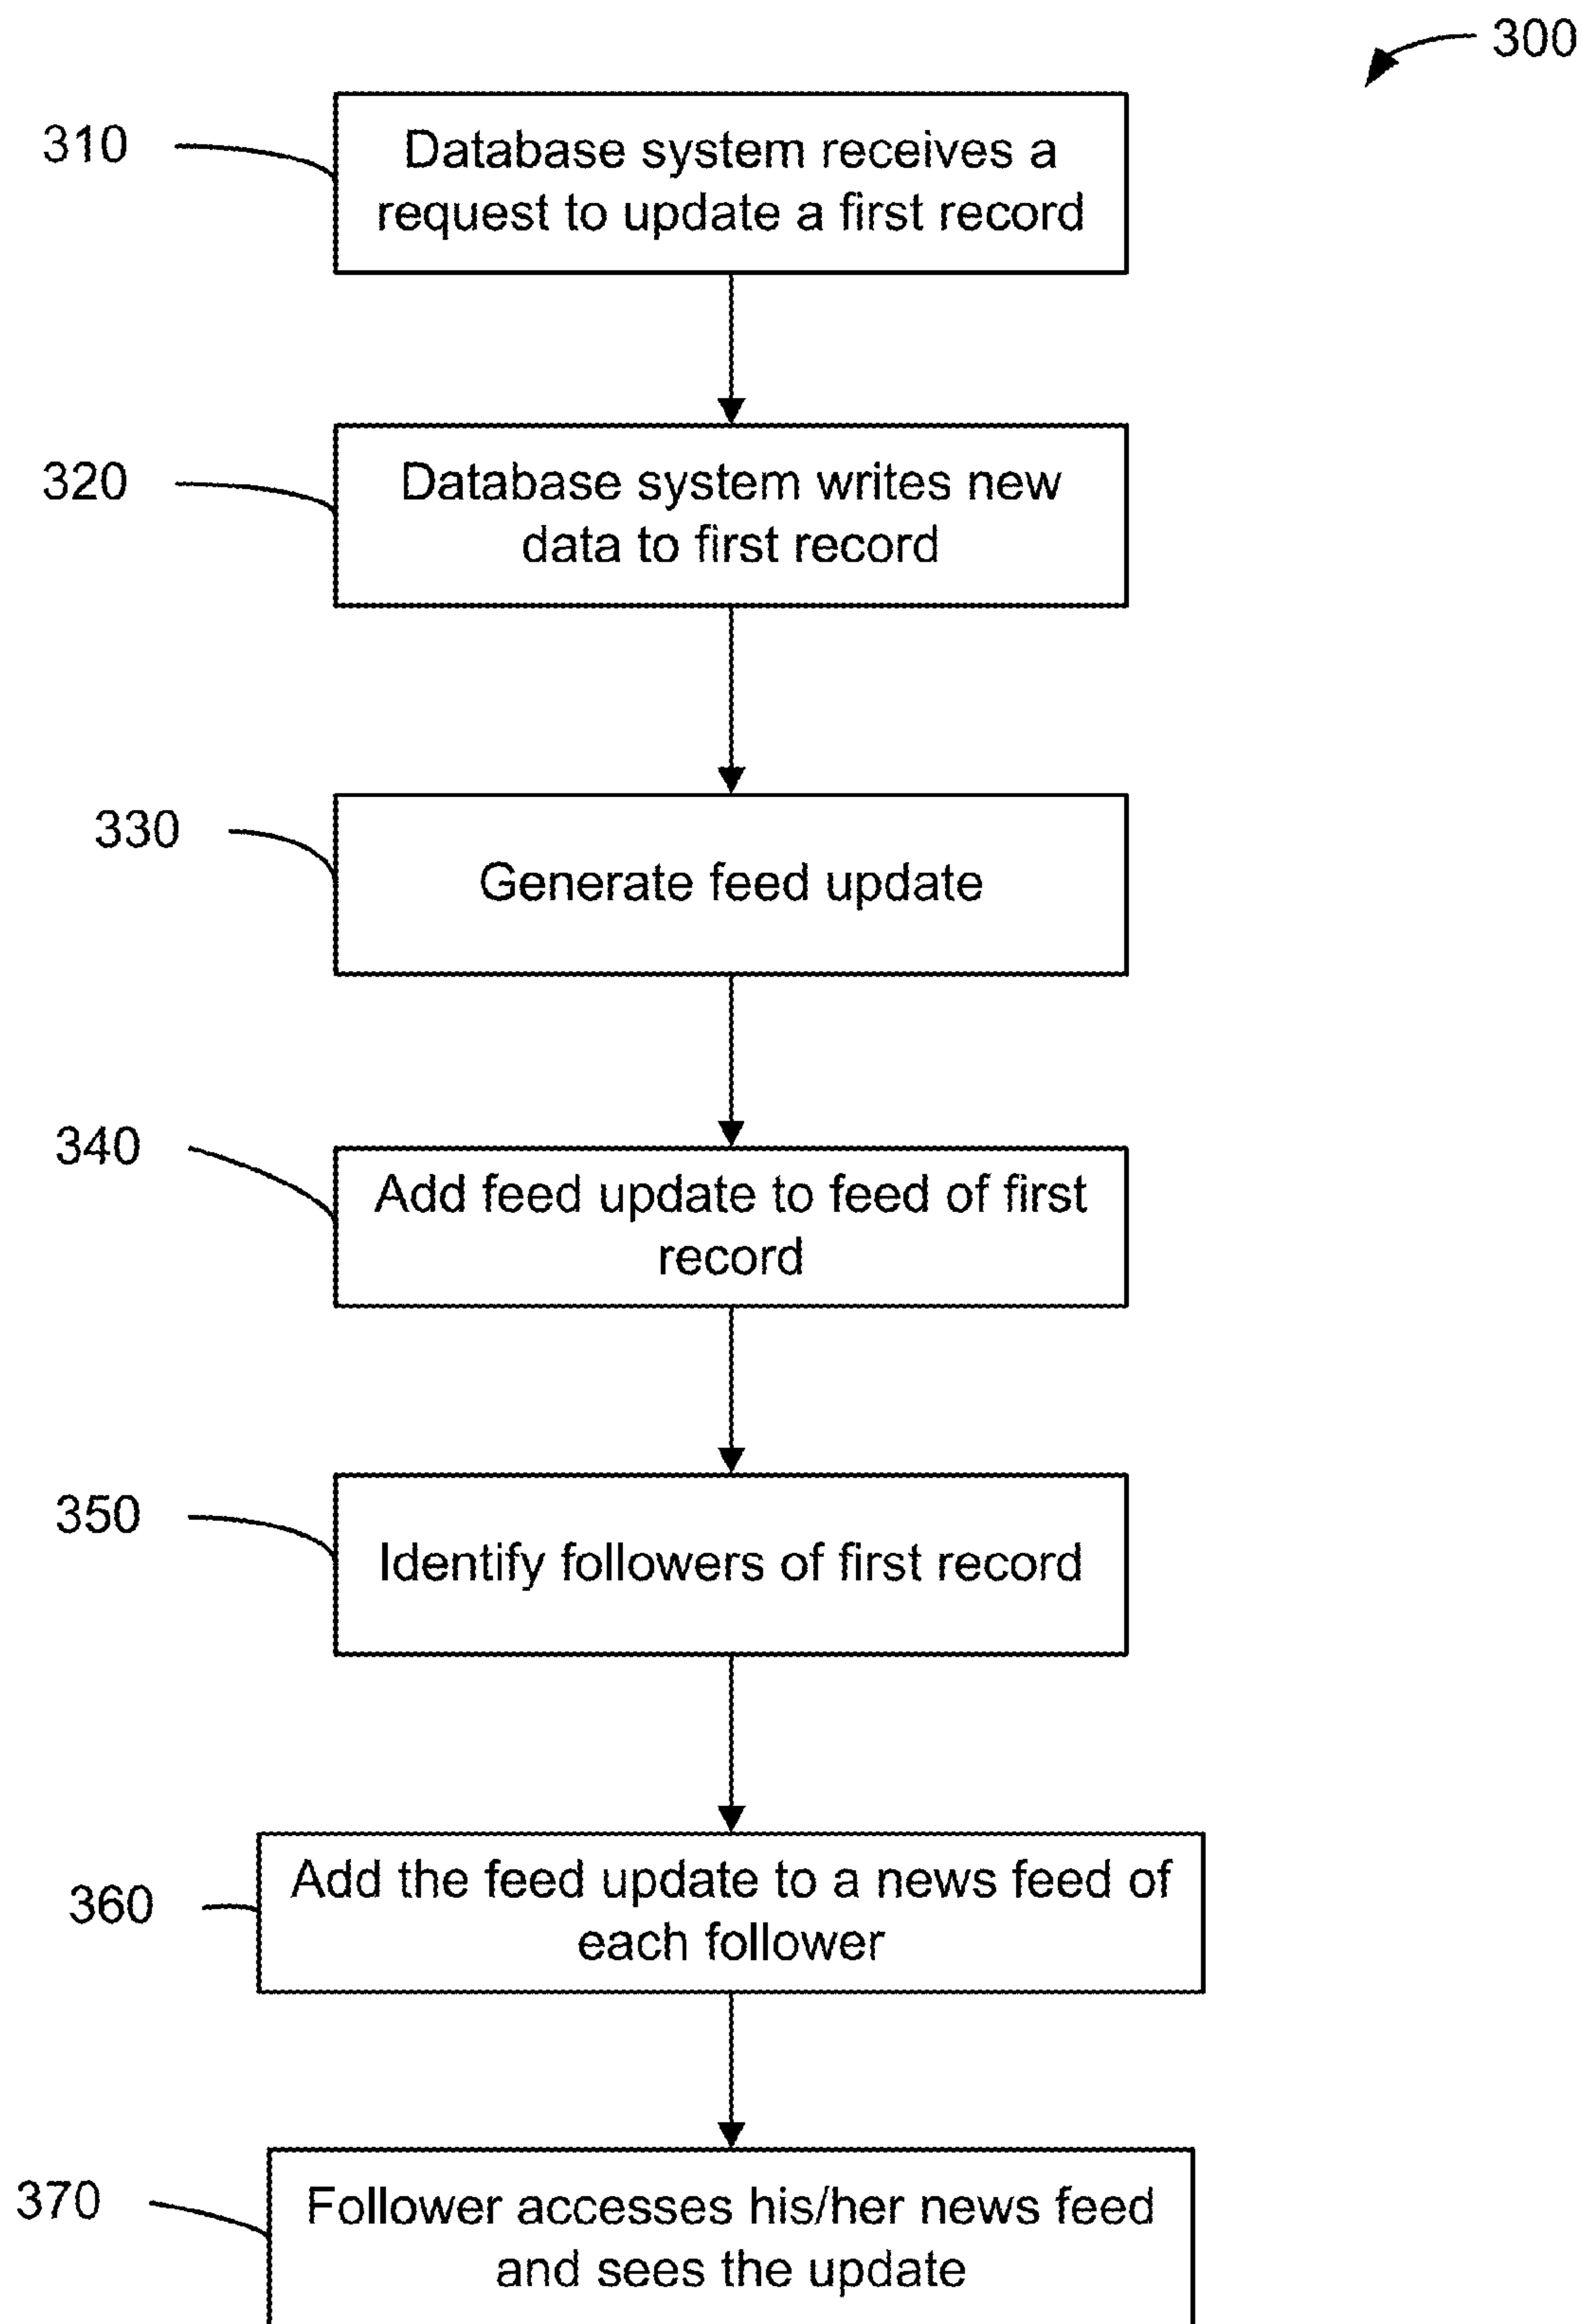 300
310
Database system receives a
request to update a first record
320
Database system writes new
data to first record
330
Generate feed update
340
Add feed update to feed of first
record
350
Identify followers of first record
360
Add the feed update to a news feed of
each follower
370
Follower accesses his/her news feed
and sees the update